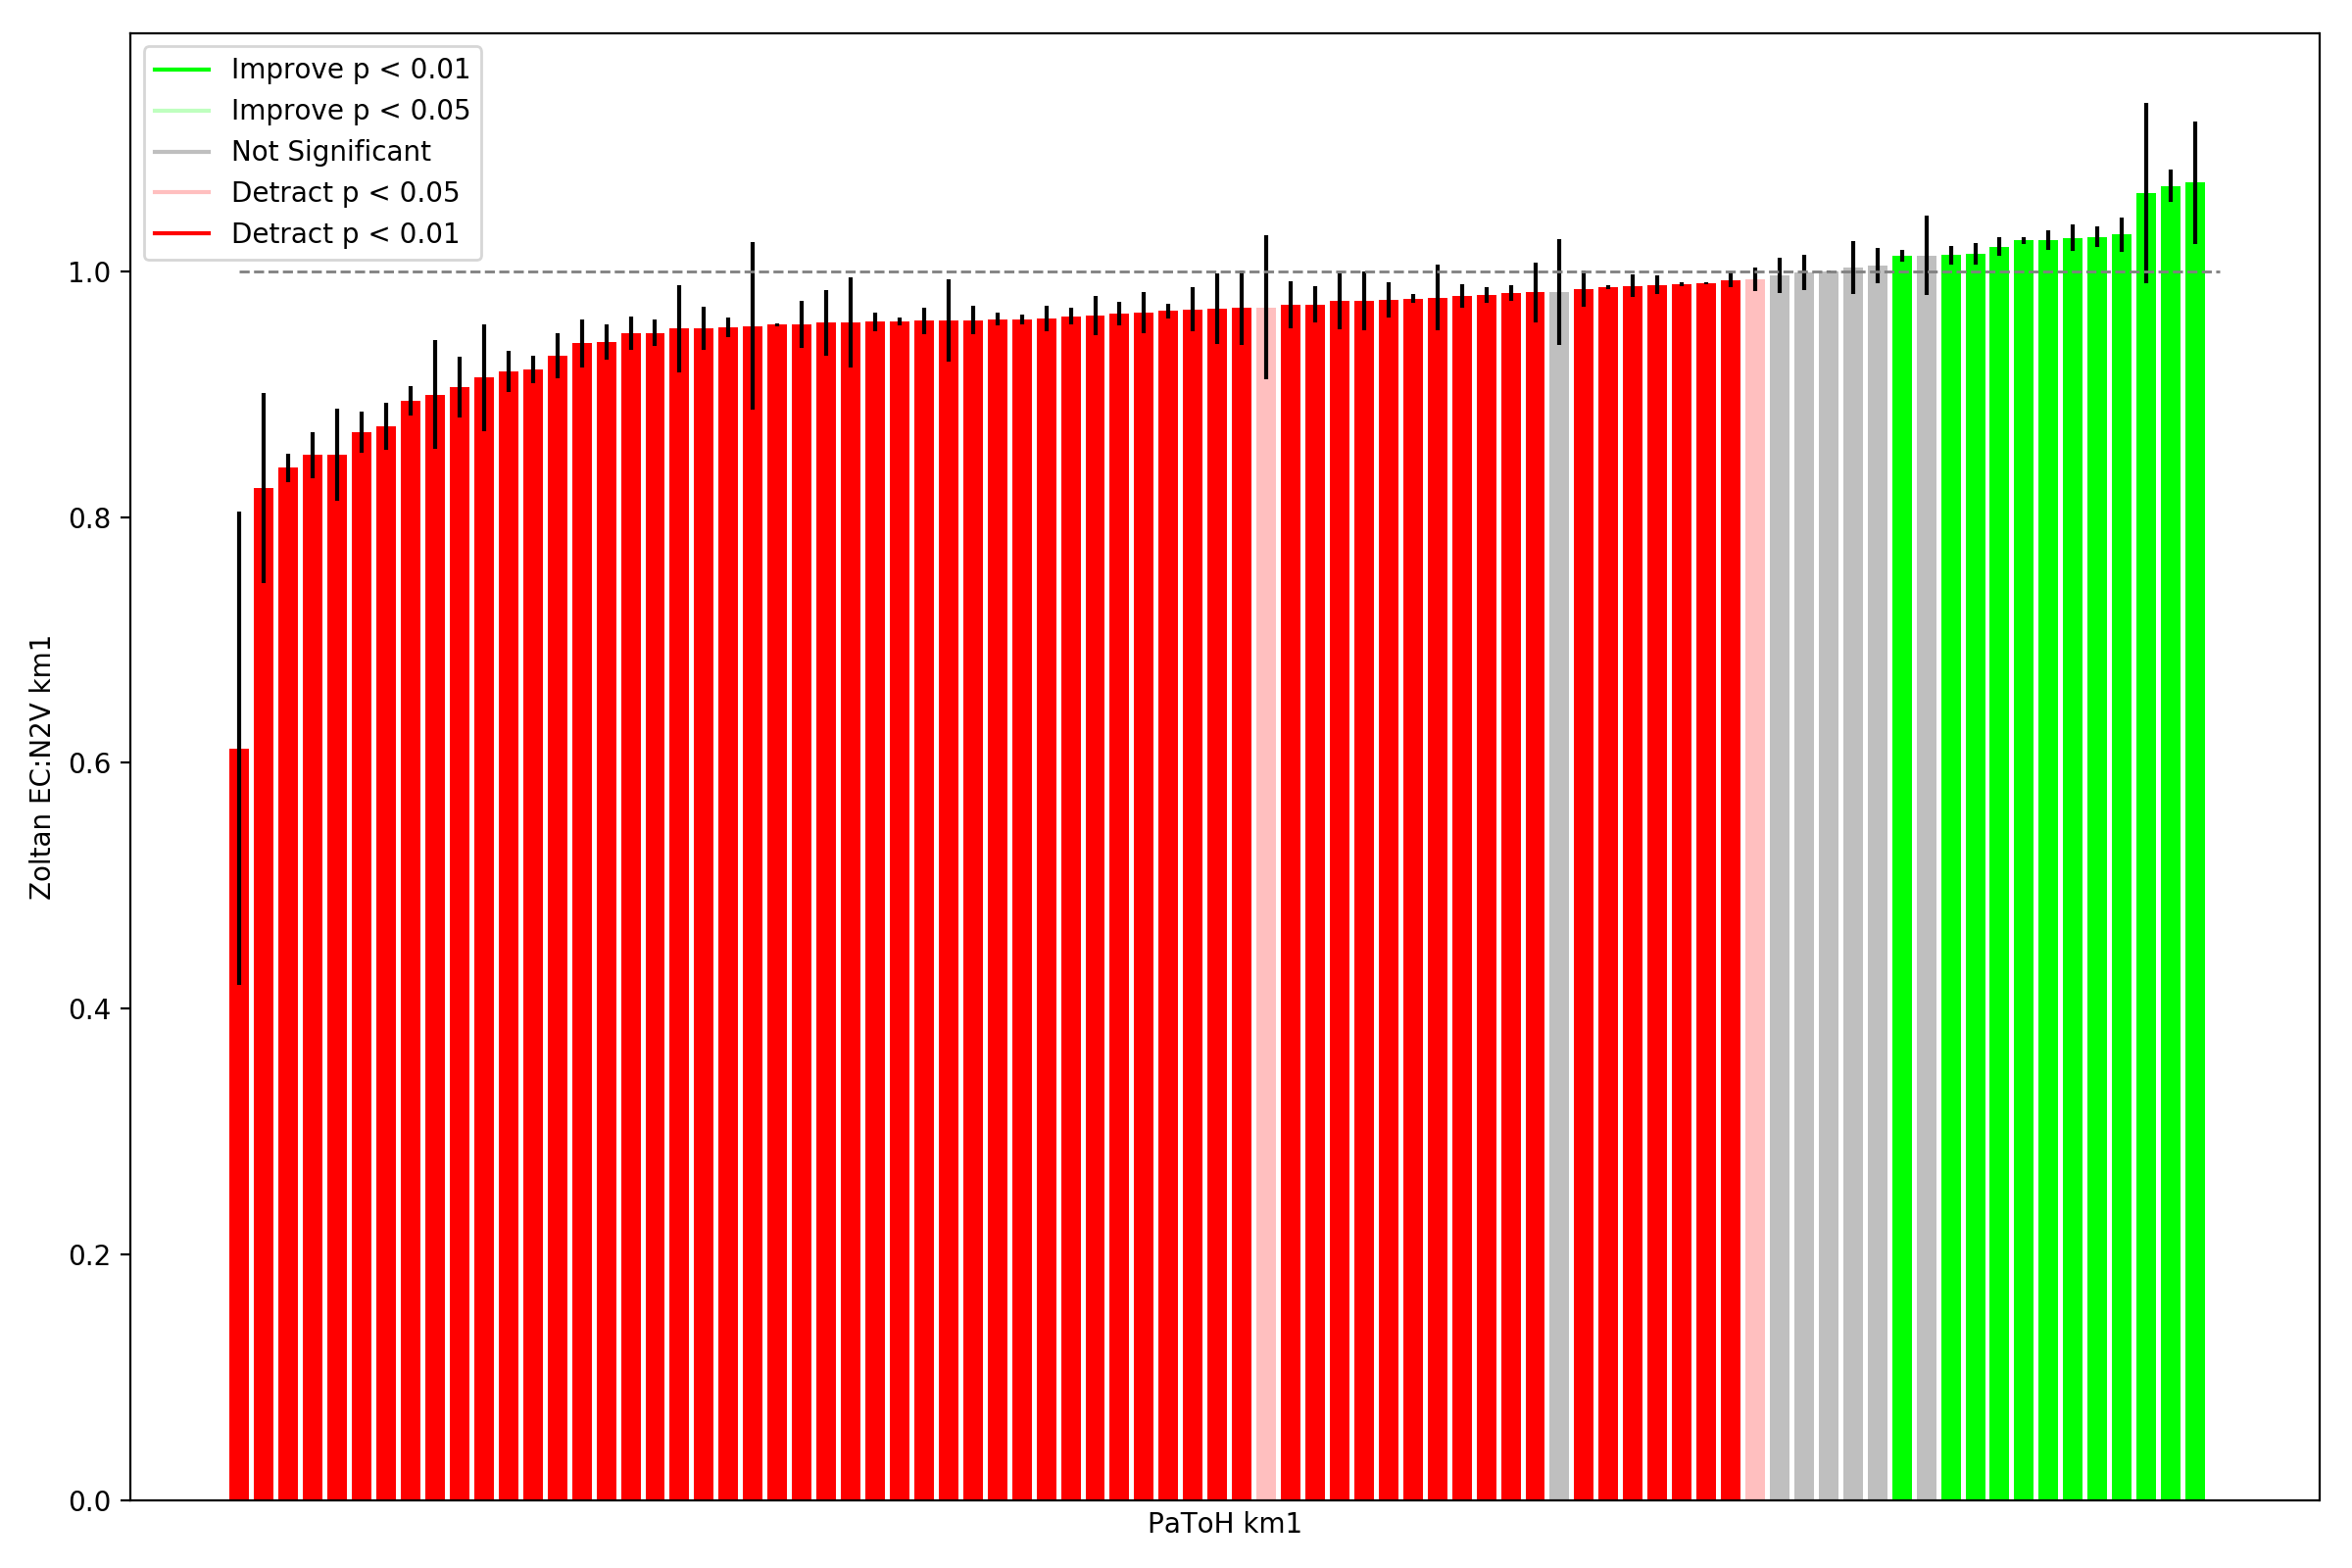 Improve p < 0.01
Improve p < 0.05
Not Significant
Detract p < 0.05
Detract p < 0.01
1.0
0.8
0.6
0.4
0.2
0.0
Zoltan EC:N2V km1
PaToH km1